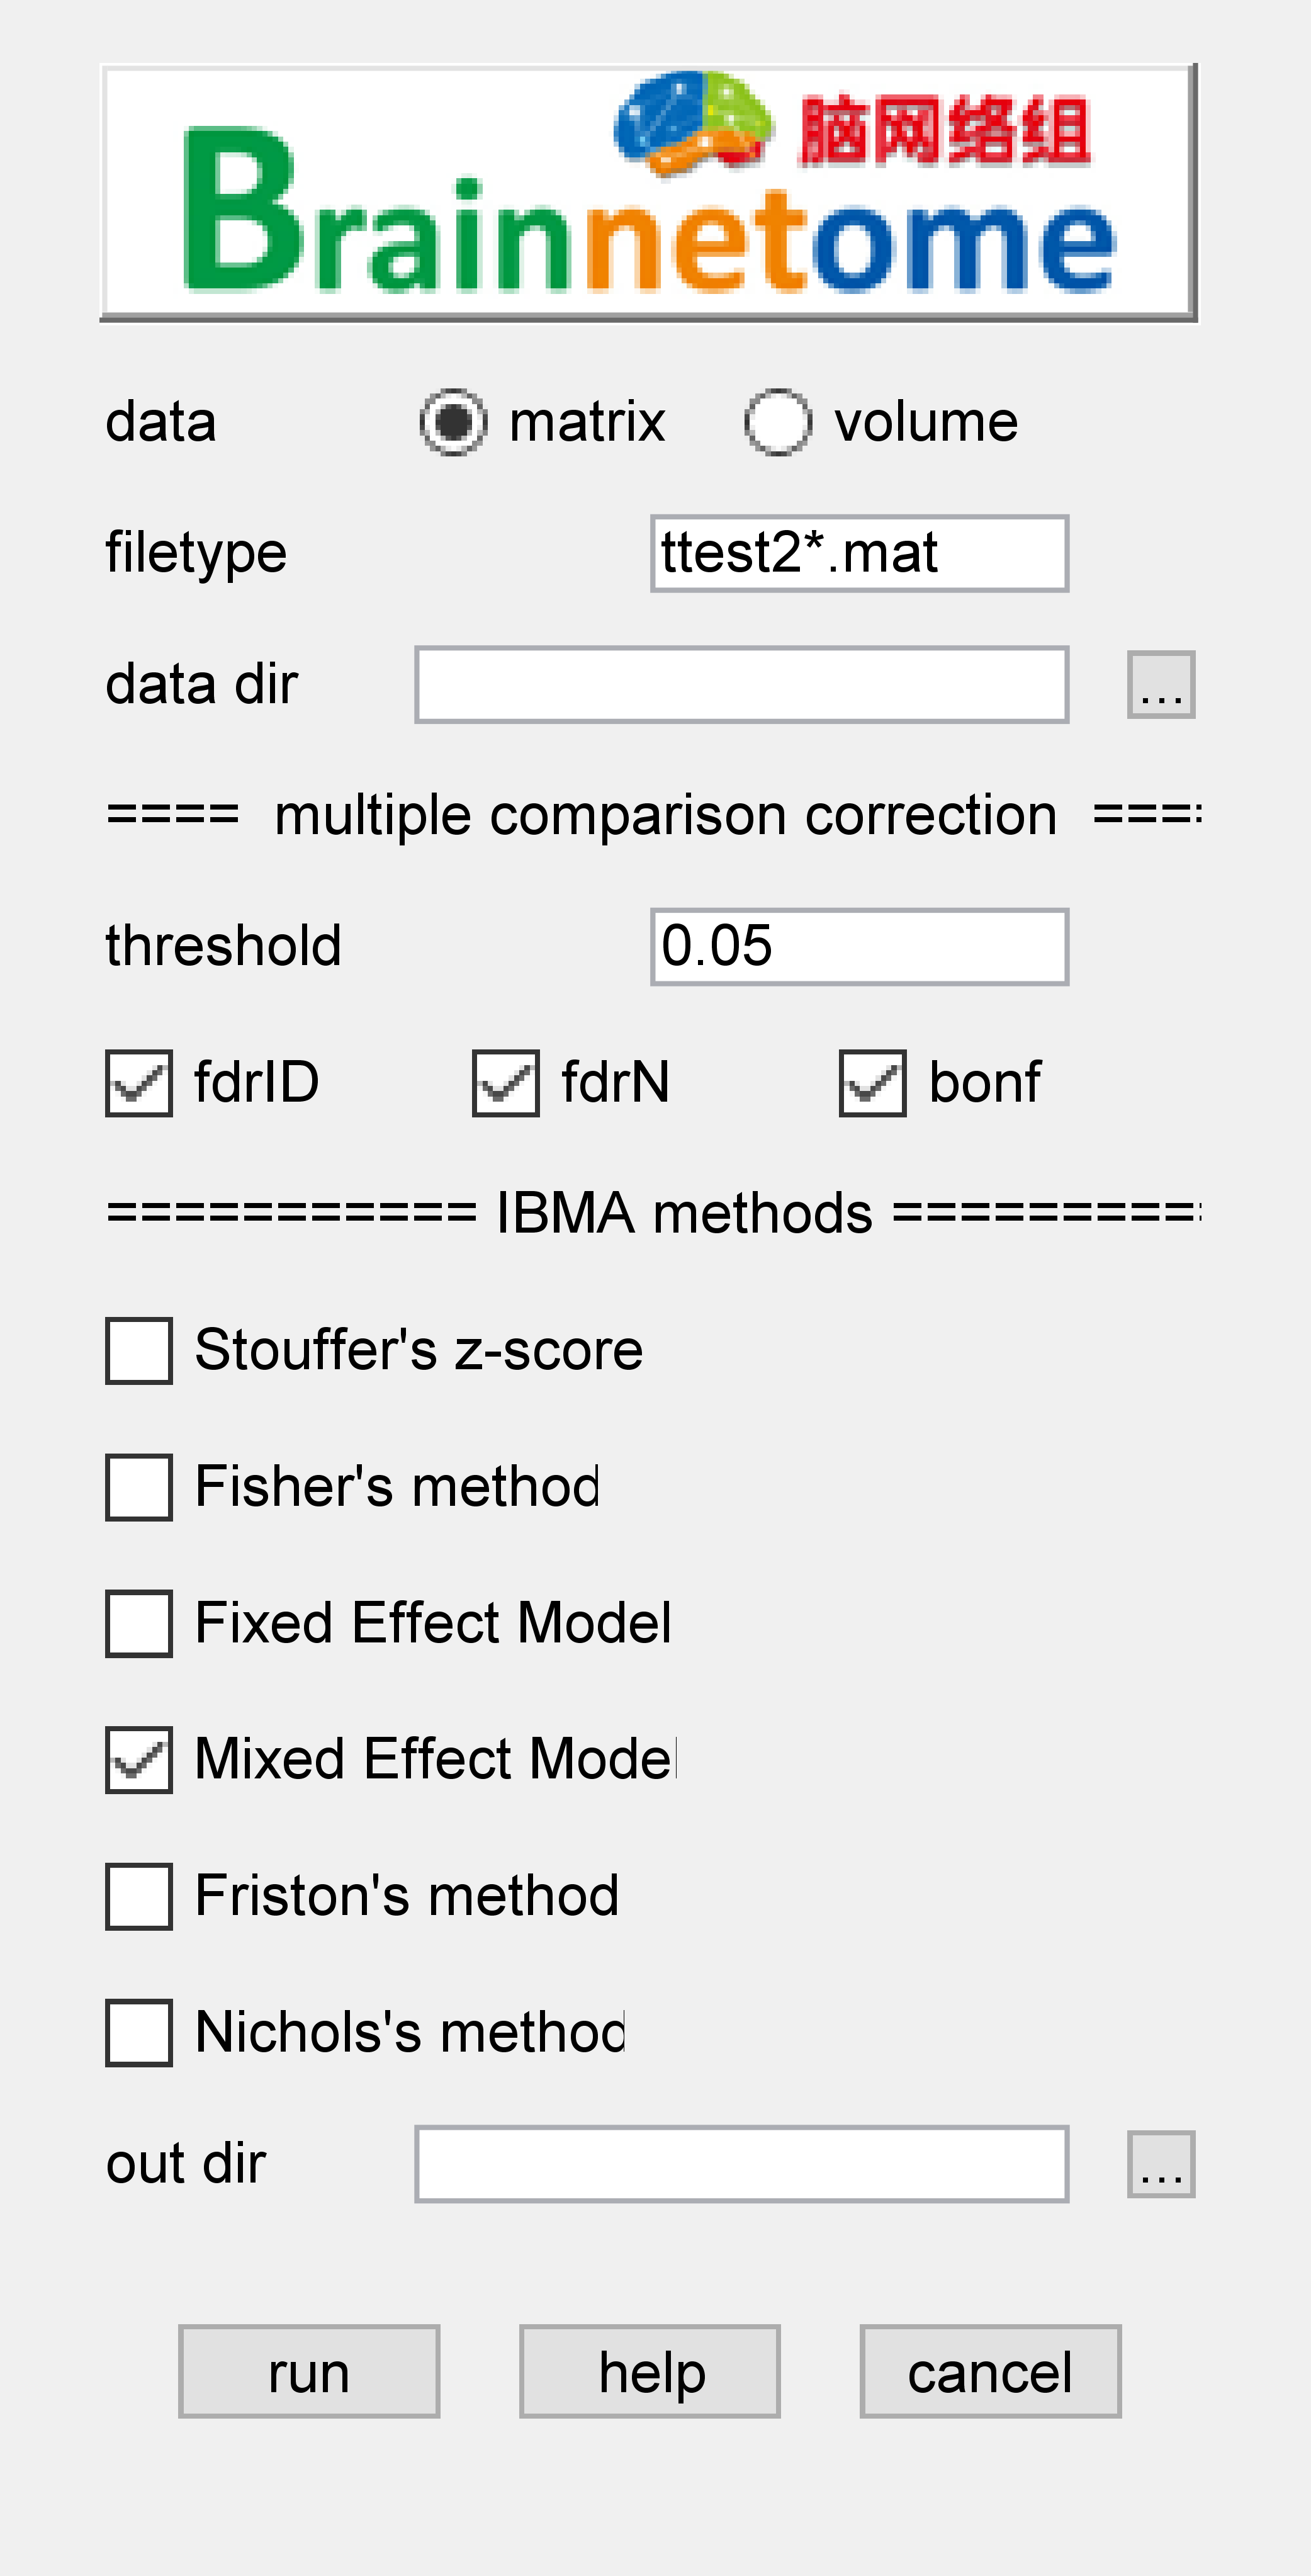 脑网络组
Brainnetome
data matrix volume
filetype ttest2*.mat
data dir ...
==== multiple comparison correction ====
threshold 0.05
fdrID fdrN bonf
=========== IBMA methods ==========
Stouffer's z-score
Fisher's method
Fixed Effect Model
Mixed Effect Model
Friston's method
Nichols's method
out dir ...
run help cancel